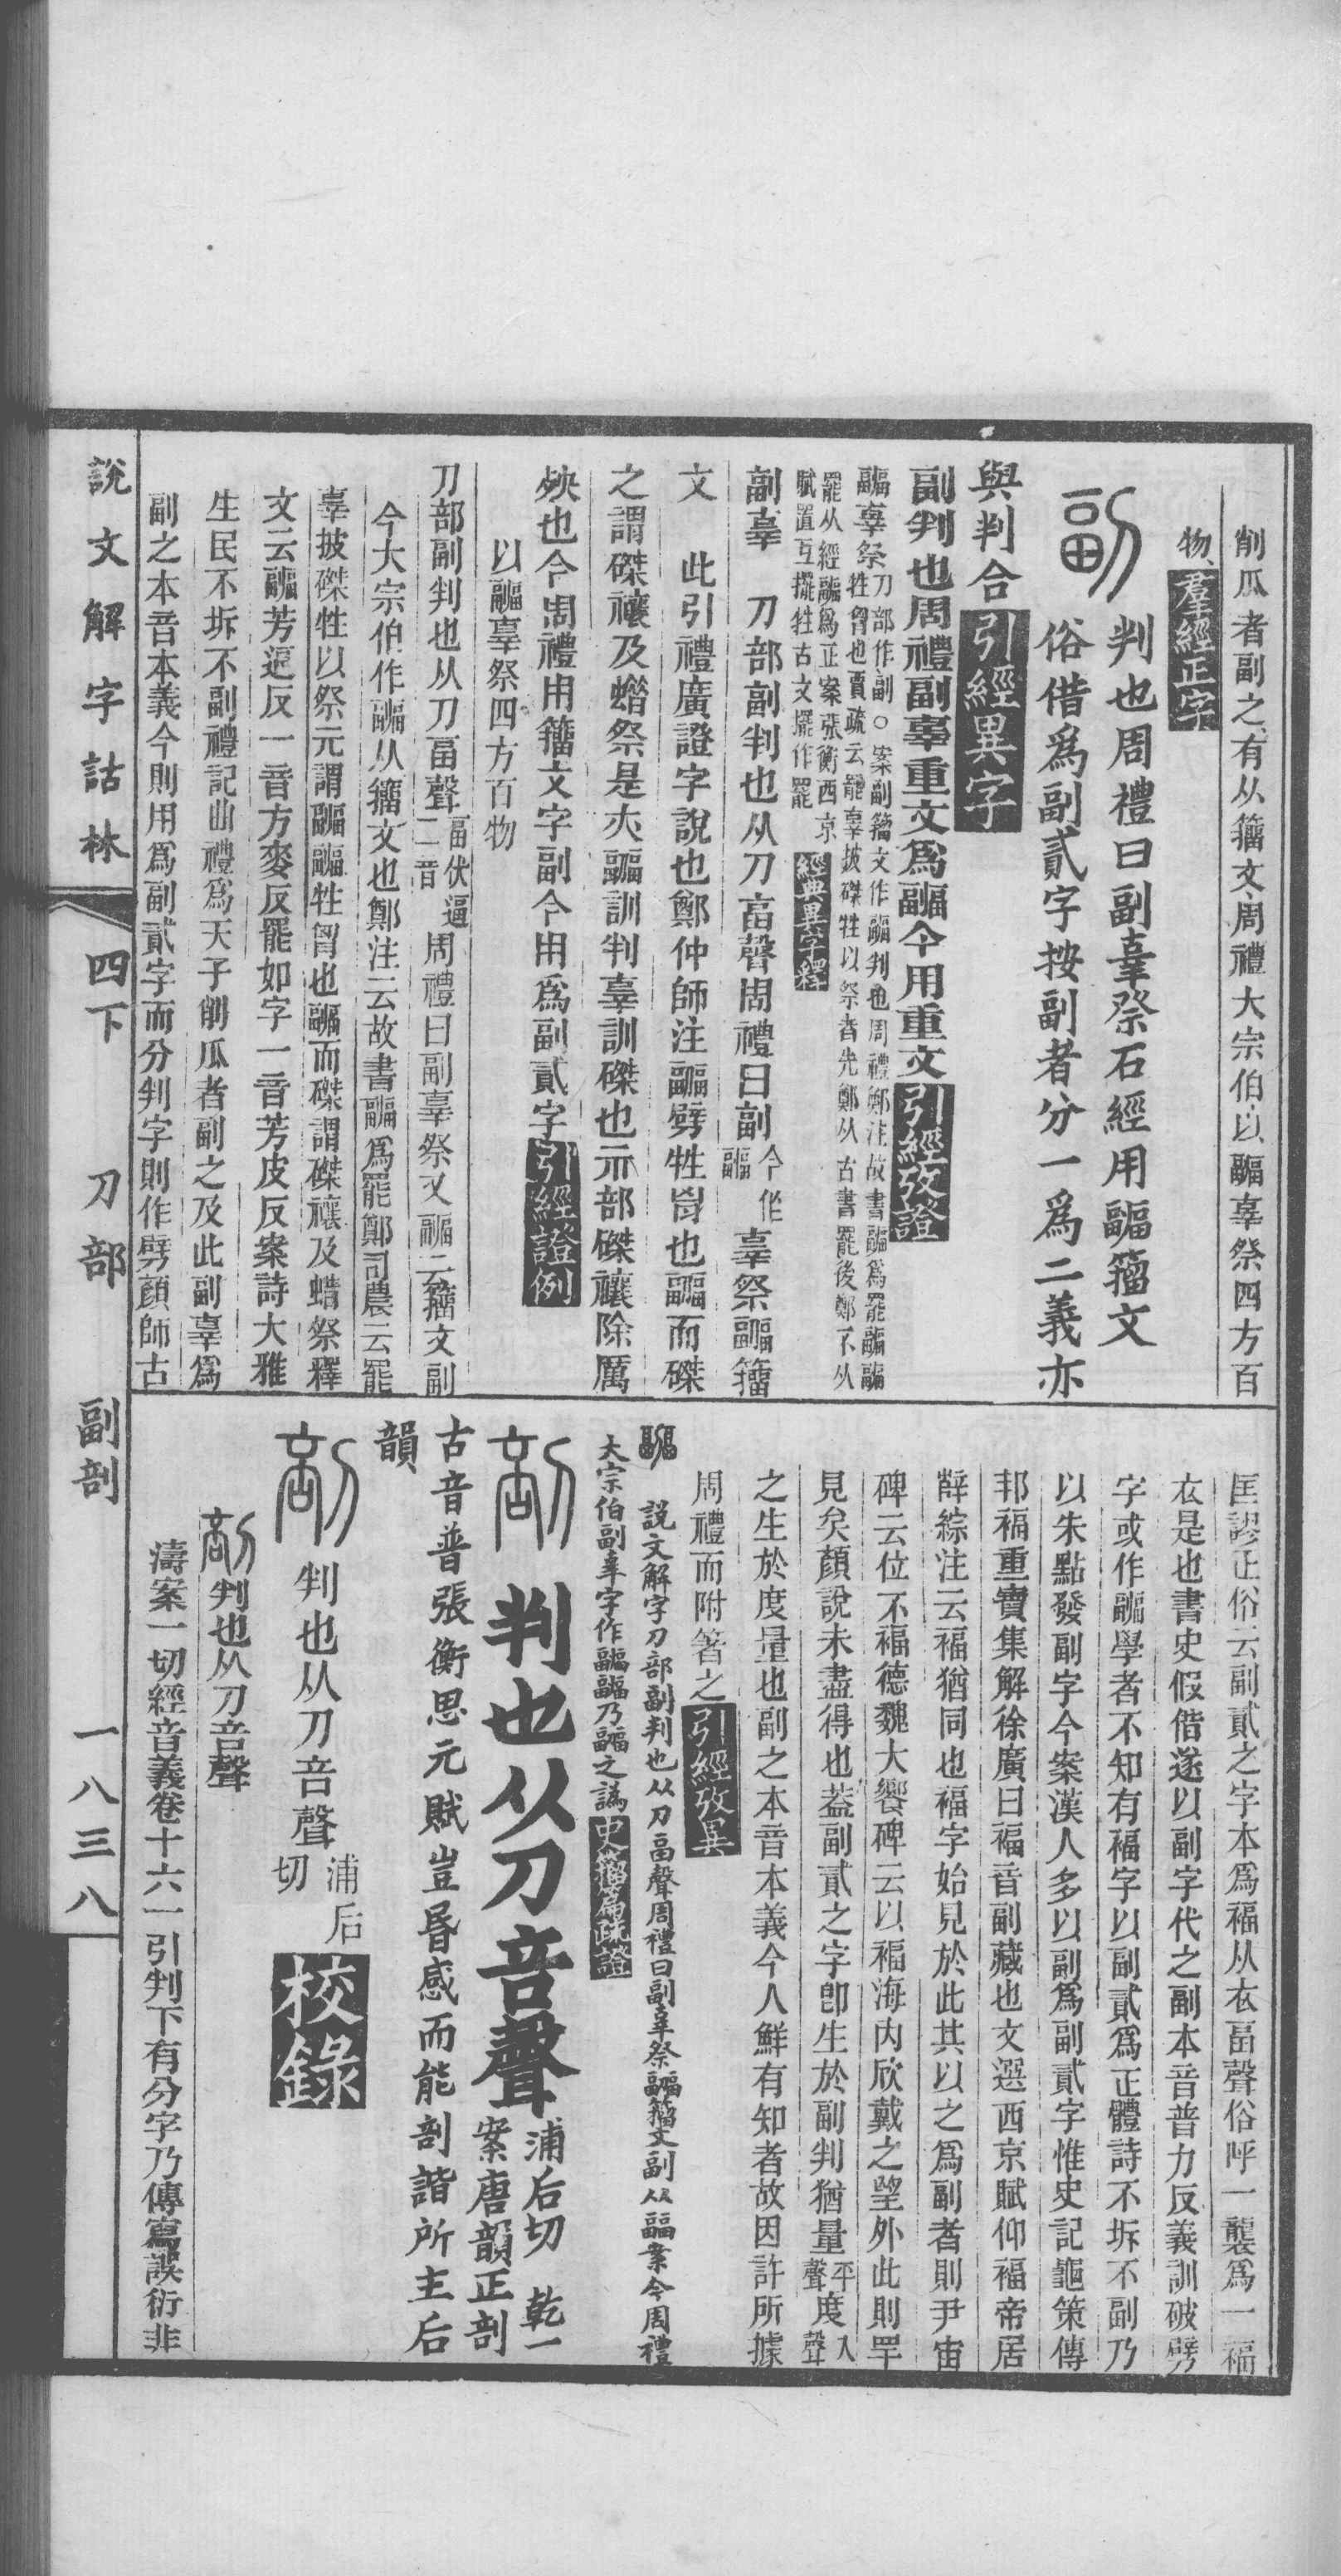 削瓜者副之有从籒文周禮大宗伯以疈辜祭四方百
物羣經正字
副 判也周禮曰副辜祭石經用疈籒文
俗借爲副貳字按副者分一爲二義亦
與判合引經異字
副判也周禮副辜重文爲疈今用重文引經攷證
疈辜祭刀部作副○案副籒文作疈判也周禮鄭注故書疈爲罷疈疈
牲胷也賈疏云罷辜披磔牲以祭者先鄭从古書罷後鄭不从
罷从經疈爲正案張衡西京
賦置互擺牲古文擺作罷經典異字釋
副辜 刀部副判也从刀畐聲周禮曰副今作疈辜祭疈籒
文 此引禮廣證字說也鄭仲師注疈劈牲胷也疈而磔
之謂磔禳及蜡祭是夾疈訓判辜訓磔也示部磔禳除厲
殃也今周禮用籒文字副今用爲副貳字引經證例
以疈辜祭四方百物
刀部副判也从刀畐聲畐伏逼二音周禮曰副辜祭又疈云籒文副
今大宗伯作疈从籒文也鄭注云故書疈爲罷鄭司農云罷
辜披磔牲以祭元謂疈疈牲胷也疈而磔謂磔禳及蜡祭釋
文云疈芳逼反一音方麥反罷如字一音芳皮反案詩大雅
生民不坼不副禮記曲禮爲天子削瓜者副之及此副辜爲
副之本音本義今則用爲副貳字而分判字則作劈顏師古
匡謬正俗云副貳之字本爲福从衣畐聲俗呼一襲爲一福
衣是也書史假借遂以副字代之副本音普力反義訓破劈
字或作疈學者不知有福字以副貳爲正體詩不坼不副乃
以朱點發副字今案漢人多以副爲副貳字惟史記龜策傳
邦福重寶集解徐廣曰福音副藏也文選西京賦仰福帝居
薛綜注云福猶同也福字始見於此其以之爲副者則尹宙
碑云位不福德魏大饗碑云以福海內欣戴之望外此則罕
見矣顏說未盡得也葢副貳之字卽生於副判猶量平聲度入聲
之生於度量也副之本音本義今人鮮有知者故因許所據
周禮而附箸之引經攷異
疈 說文解字刀部副判也从刀畐聲周禮曰副辜祭疈籒文副从畐案今周禮
大宗伯副辜字作疈疈乃疈之譌史籒篇疏證
剖 判也从刀咅聲浦后切 乾一案唐韻正剖
古音普張衡思元賦豈昬惑而能剖諧所主后
韻
剖 判也从刀咅聲浦后切校錄
剖判也从刀咅聲
濤案一切經音義卷十六一引判下有分字乃傳寫誤衍非
說文解字詁林 四下 刀部 副剖 一八三八